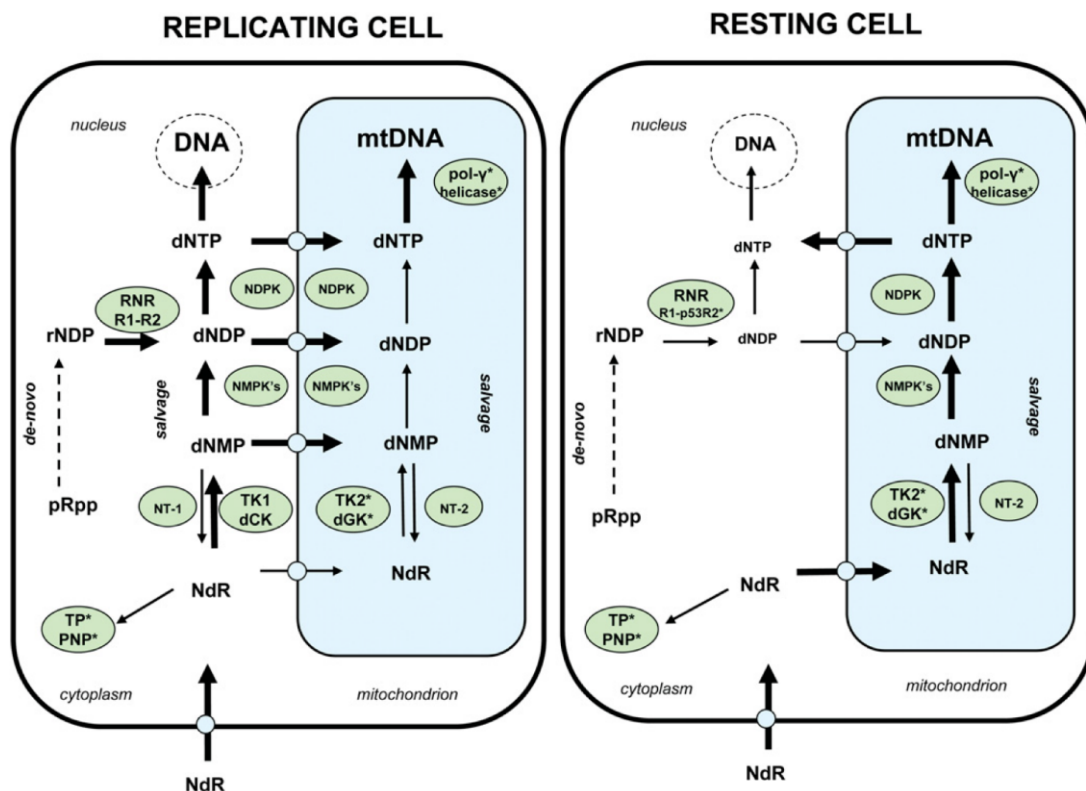 REPLICATING CELL
nucleus
DNA
mtDNA
pol-γ*
helicase*
dNTP
dNTP
NDPK
NDPK
RNR
R1-R2
rNDP
dNDP
dNDP
NMPK's
NMPK's
de-novo
salvage
salvage
dNMP
dNMP
pRpp
NT-1
TK1
dCK
TK2*
dGK*
NT-2
NdR
NdR
TP*
PNP*
cytoplasm
mitochondrion
NdR
RESTING CELL
nucleus
DNA
mtDNA
pol-γ*
helicase*
dNTP
dNTP
RNR
R1-p53R2*
NDPK
rNDP
dNDP
dNDP
NMPK's
de-novo
salvage
dNMP
pRpp
TK2*
dGK*
NT-2
NdR
NdR
TP*
PNP*
cytoplasm
mitochondrion
NdR